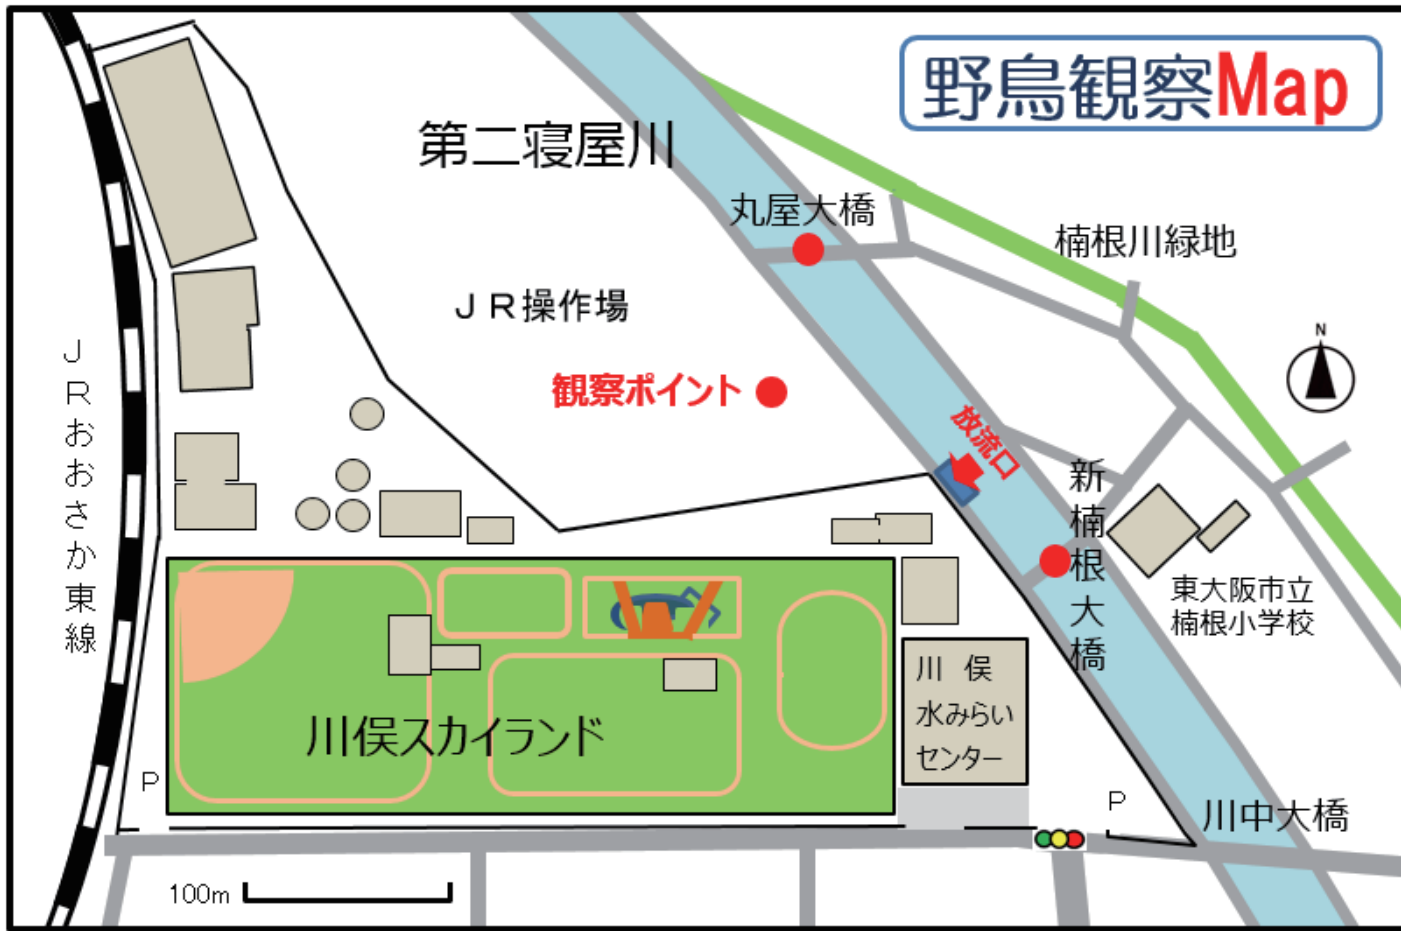 野鳥観察Map
第二寝屋川
丸屋大橋
楠根川緑地
N
ＪＲ操作場
観察ポイント
放流口
新楠根大橋
東大阪市立
楠根小学校
ＪＲおおさか東線
川俣スカイランド
川　俣
水みらい
センター
P
P
川中大橋
100m